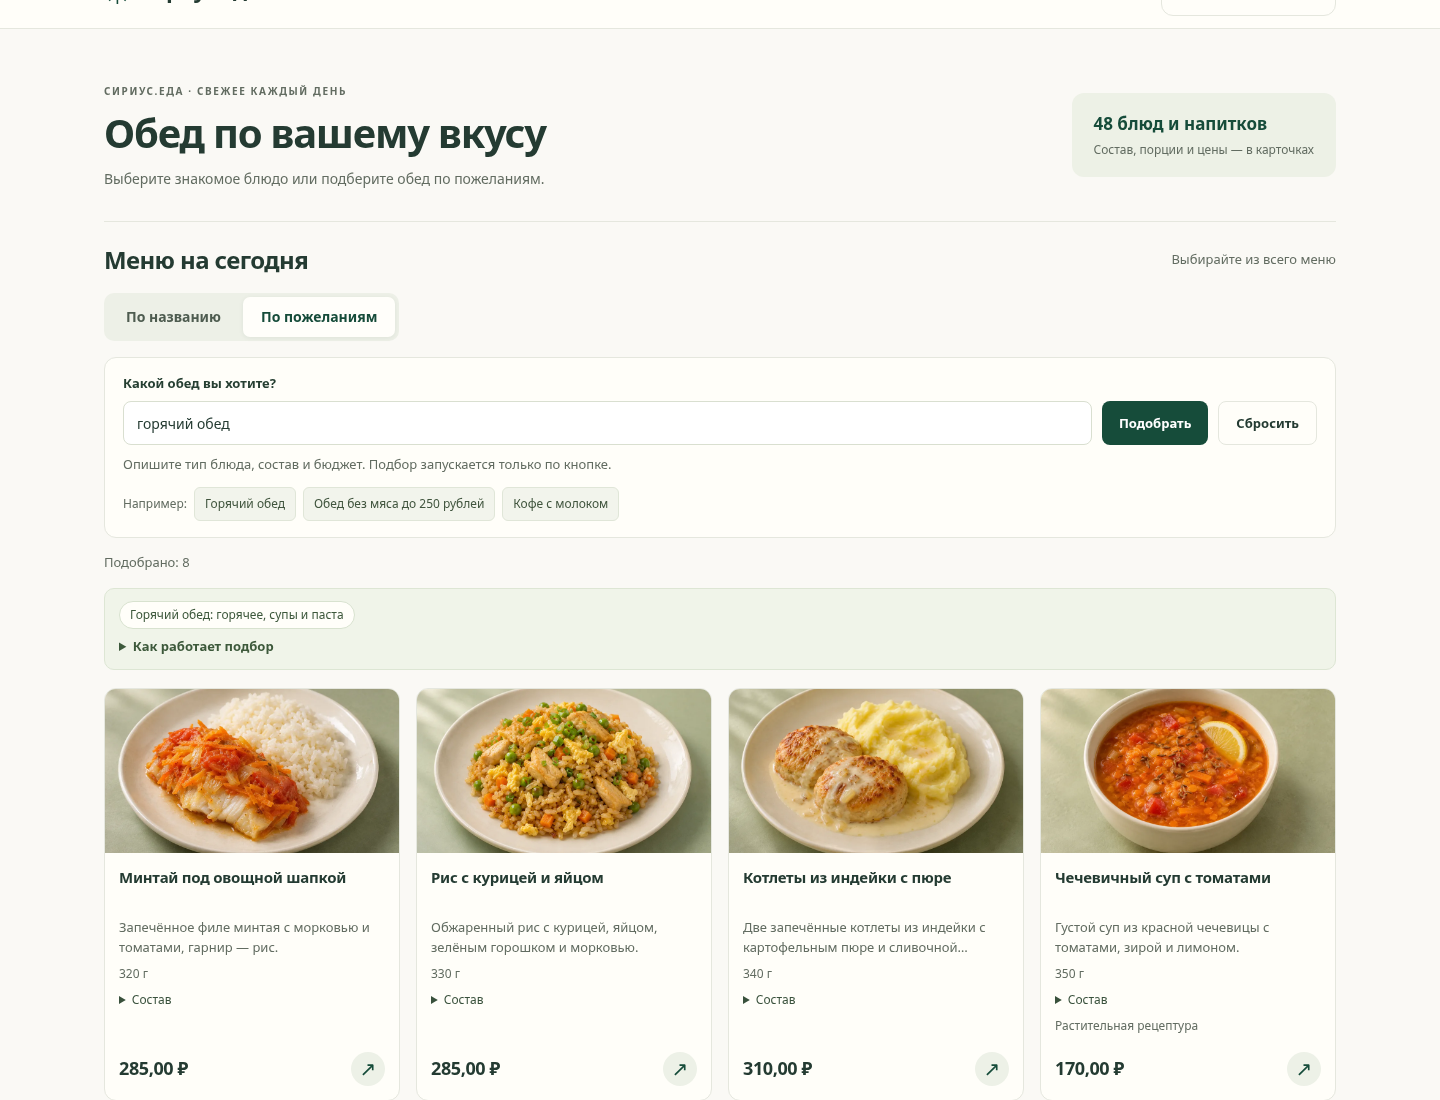 СИРИУС.ЕДА · СВЕЖЕЕ КАЖДЫЙ ДЕНЬ
Обед по вашему вкусу
Выберите знакомое блюдо или подберите обед по пожеланиям.
48 блюд и напитков
Состав, порции и цены — в карточках
Меню на сегодня
Выбирайте из всего меню
По названию
По пожеланиям
Какой обед вы хотите?
горячий обед
Подобрать
Сбросить
Опишите тип блюда, состав и бюджет. Подбор запускается только по кнопке.
Например:
Горячий обед
Обед без мяса до 250 рублей
Кофе с молоком
Подобрано: 8
Горячий обед: горячее, супы и паста
Как работает подбор
Минтай под овощной шапкой
Запечённое филе минтая с морковью и
томатами, гарнир — рис.
320 г
Состав
285,00 ₽
Рис с курицей и яйцом
Обжаренный рис с курицей, яйцом,
зелёным горошком и морковью.
330 г
Состав
285,00 ₽
Котлеты из индейки с пюре
Две запечённые котлеты из индейки с
картофельным пюре и сливочной…
340 г
Состав
310,00 ₽
Чечевичный суп с томатами
Густой суп из красной чечевицы с
томатами, зирой и лимоном.
350 г
Состав
Растительная рецептура
170,00 ₽